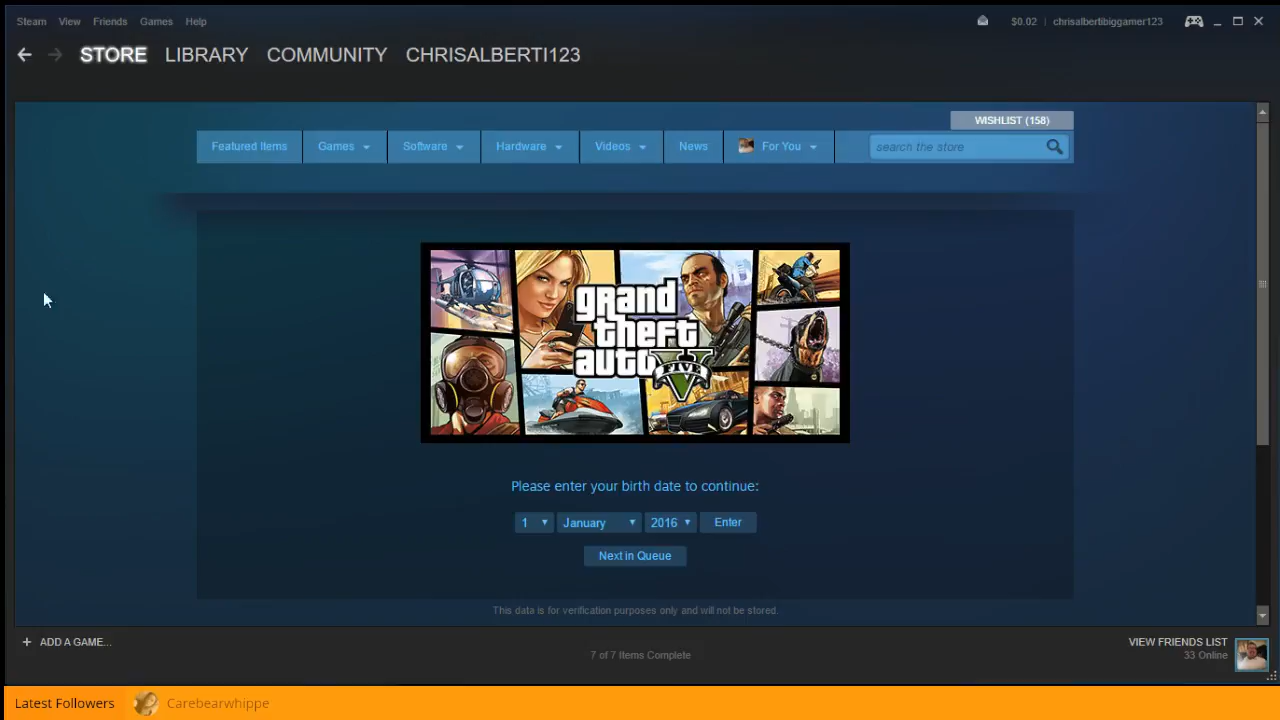 Steam View Friends Games Help
$0.02 | chrisalbertibiggamer123
STORE LIBRARY COMMUNITY CHRISALBERTI123
WISHLIST (158)
Featured Items Games Software Hardware Videos News For You search the store
grand
theft
auto
V
FIVE
Please enter your birth date to continue:
1 January 2016 Enter
Next in Queue
This data is for verification purposes only and will not be stored.
+ ADD A GAME...
7 of 7 Items Complete
VIEW FRIENDS LIST
33 Online
Latest Followers Carebearwhippe